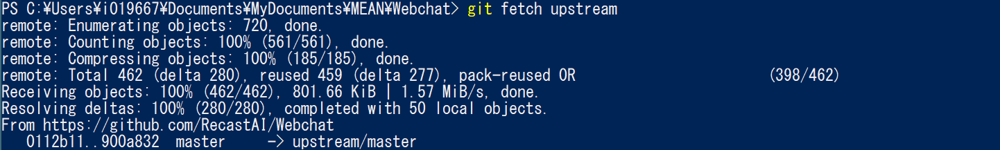 PS C:¥Users¥i019667¥Documents¥MyDocuments¥MEAN¥Webchat> git fetch upstream
remote: Enumerating objects: 720, done.
remote: Counting objects: 100% (561/561), done.
remote: Compressing objects: 100% (185/185), done.
remote: Total 462 (delta 280), reused 459 (delta 277), pack-reused 0R (398/462)
Receiving objects: 100% (462/462), 801.66 KiB | 1.57 MiB/s, done.
Resolving deltas: 100% (280/280), completed with 50 local objects.
From https://github.com/RecastAI/Webchat
0112b11..900a832 master -> upstream/master